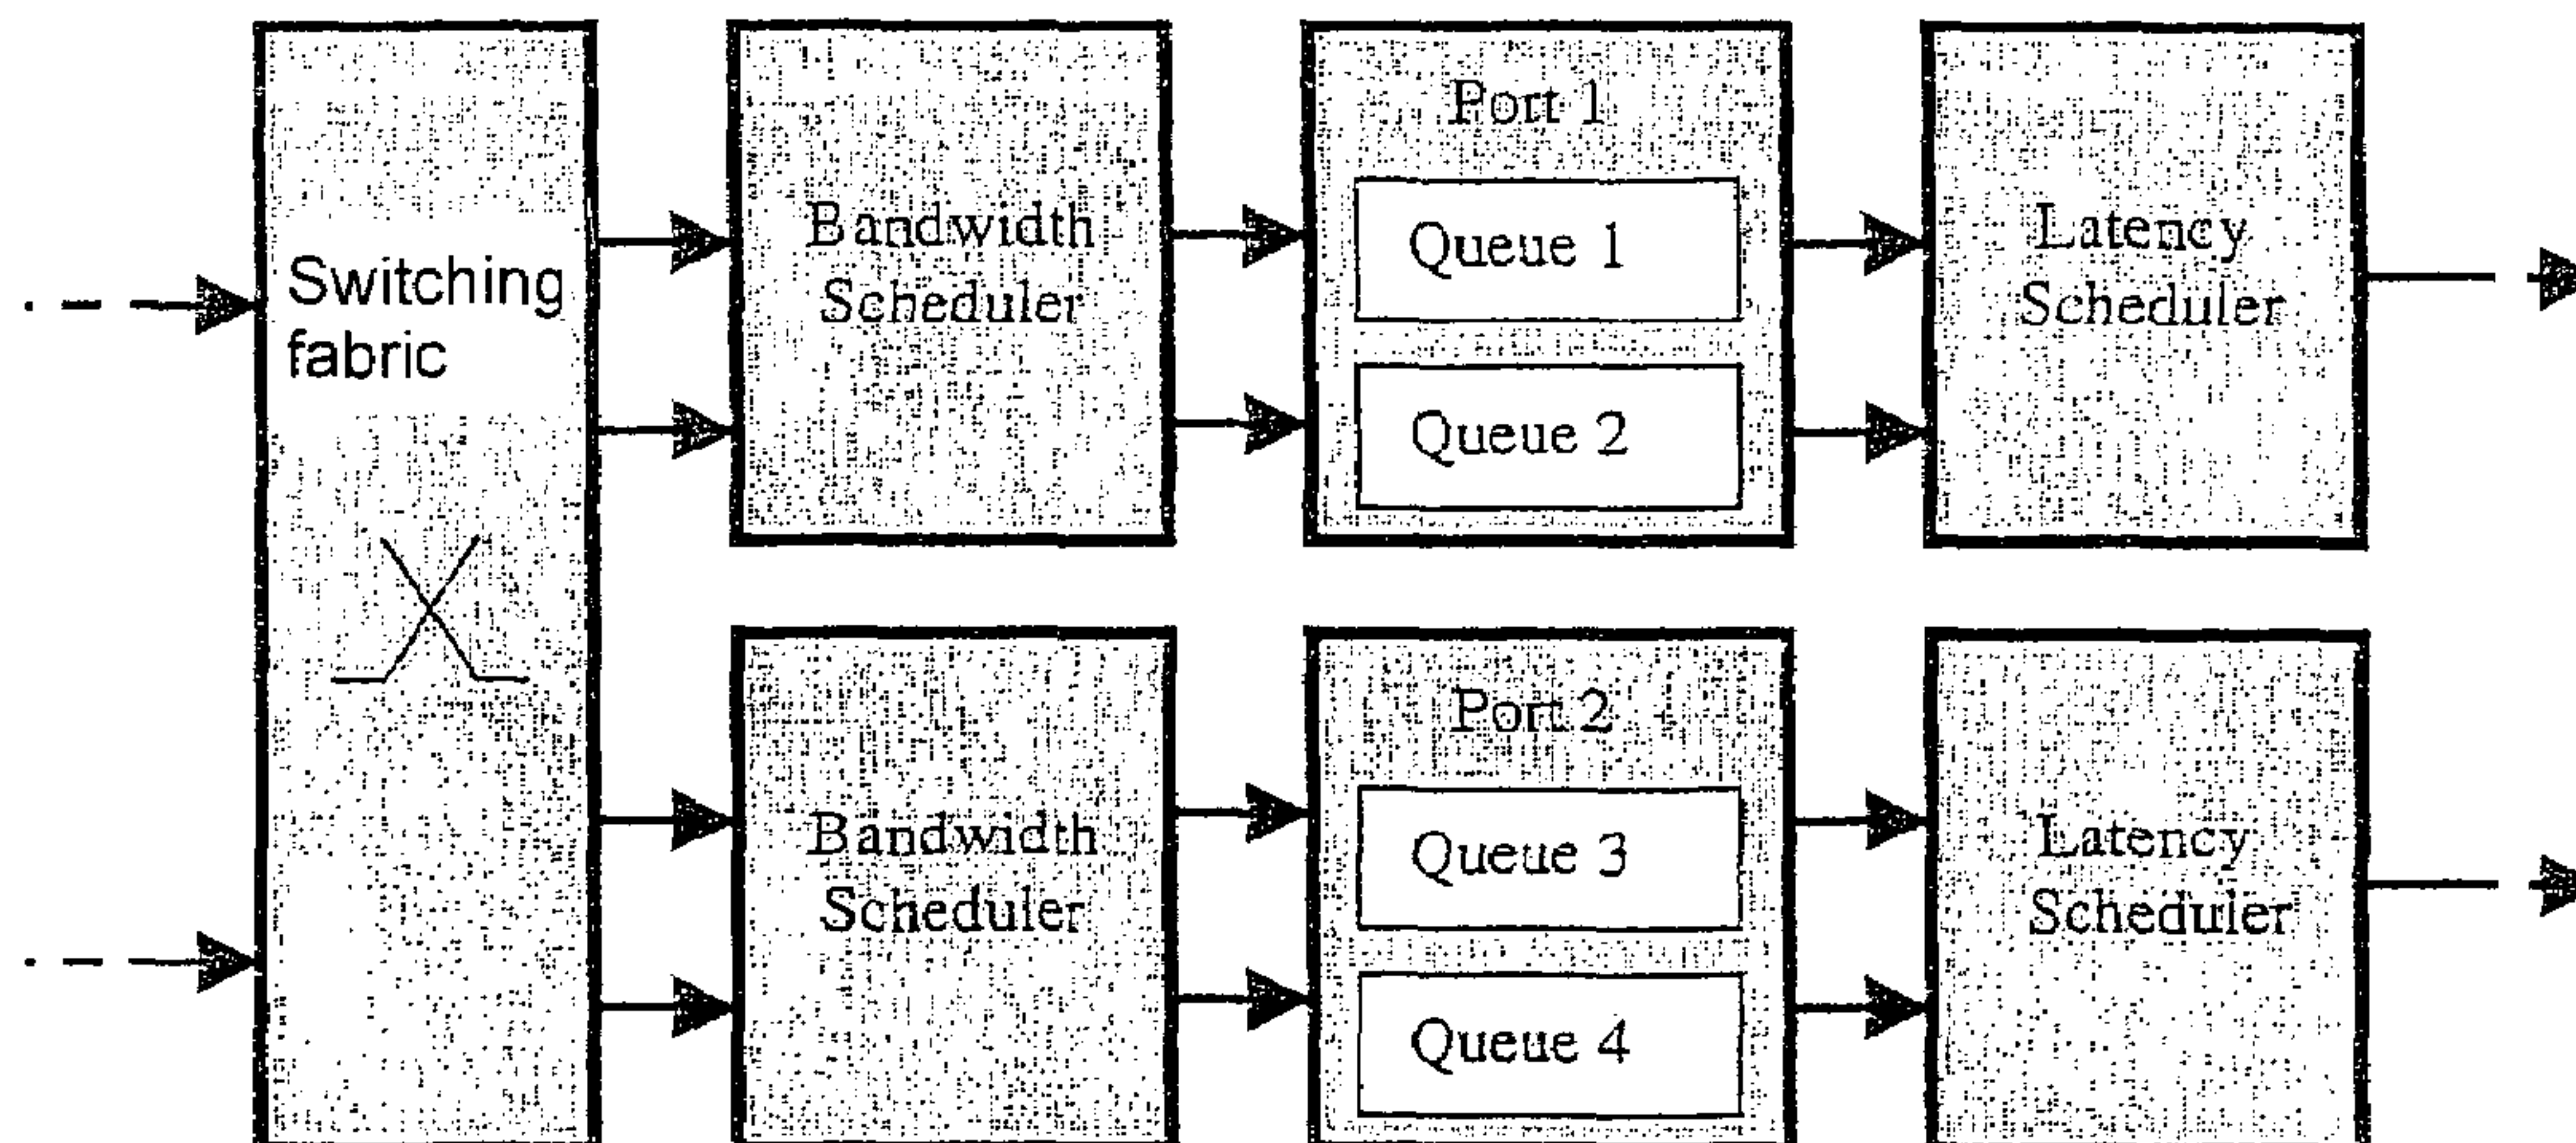 Switching
fabric
Bandwidth
Scheduler
Port 1
Queue 1
Queue 2
Latency
Scheduler
Bandwidth
Scheduler
Port 2
Queue 3
Queue 4
Latency
Scheduler